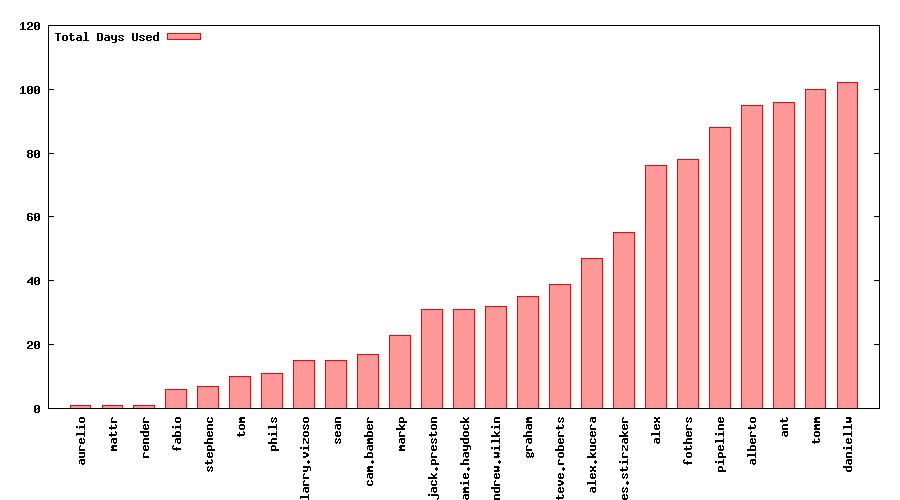 120
Total Days Used
100
80
60
40
20
0
aurelio
mattr
render
fabio
stephenc
tom
phils
larry.vizoso
sean
cam.bamber
markp
jack.preston
amie.haydock
ndrew.wilkin
graham
teve.roberts
alex.kucera
es.stirzaker
alex
fothers
pipeline
alberto
ant
tomm
daniellw